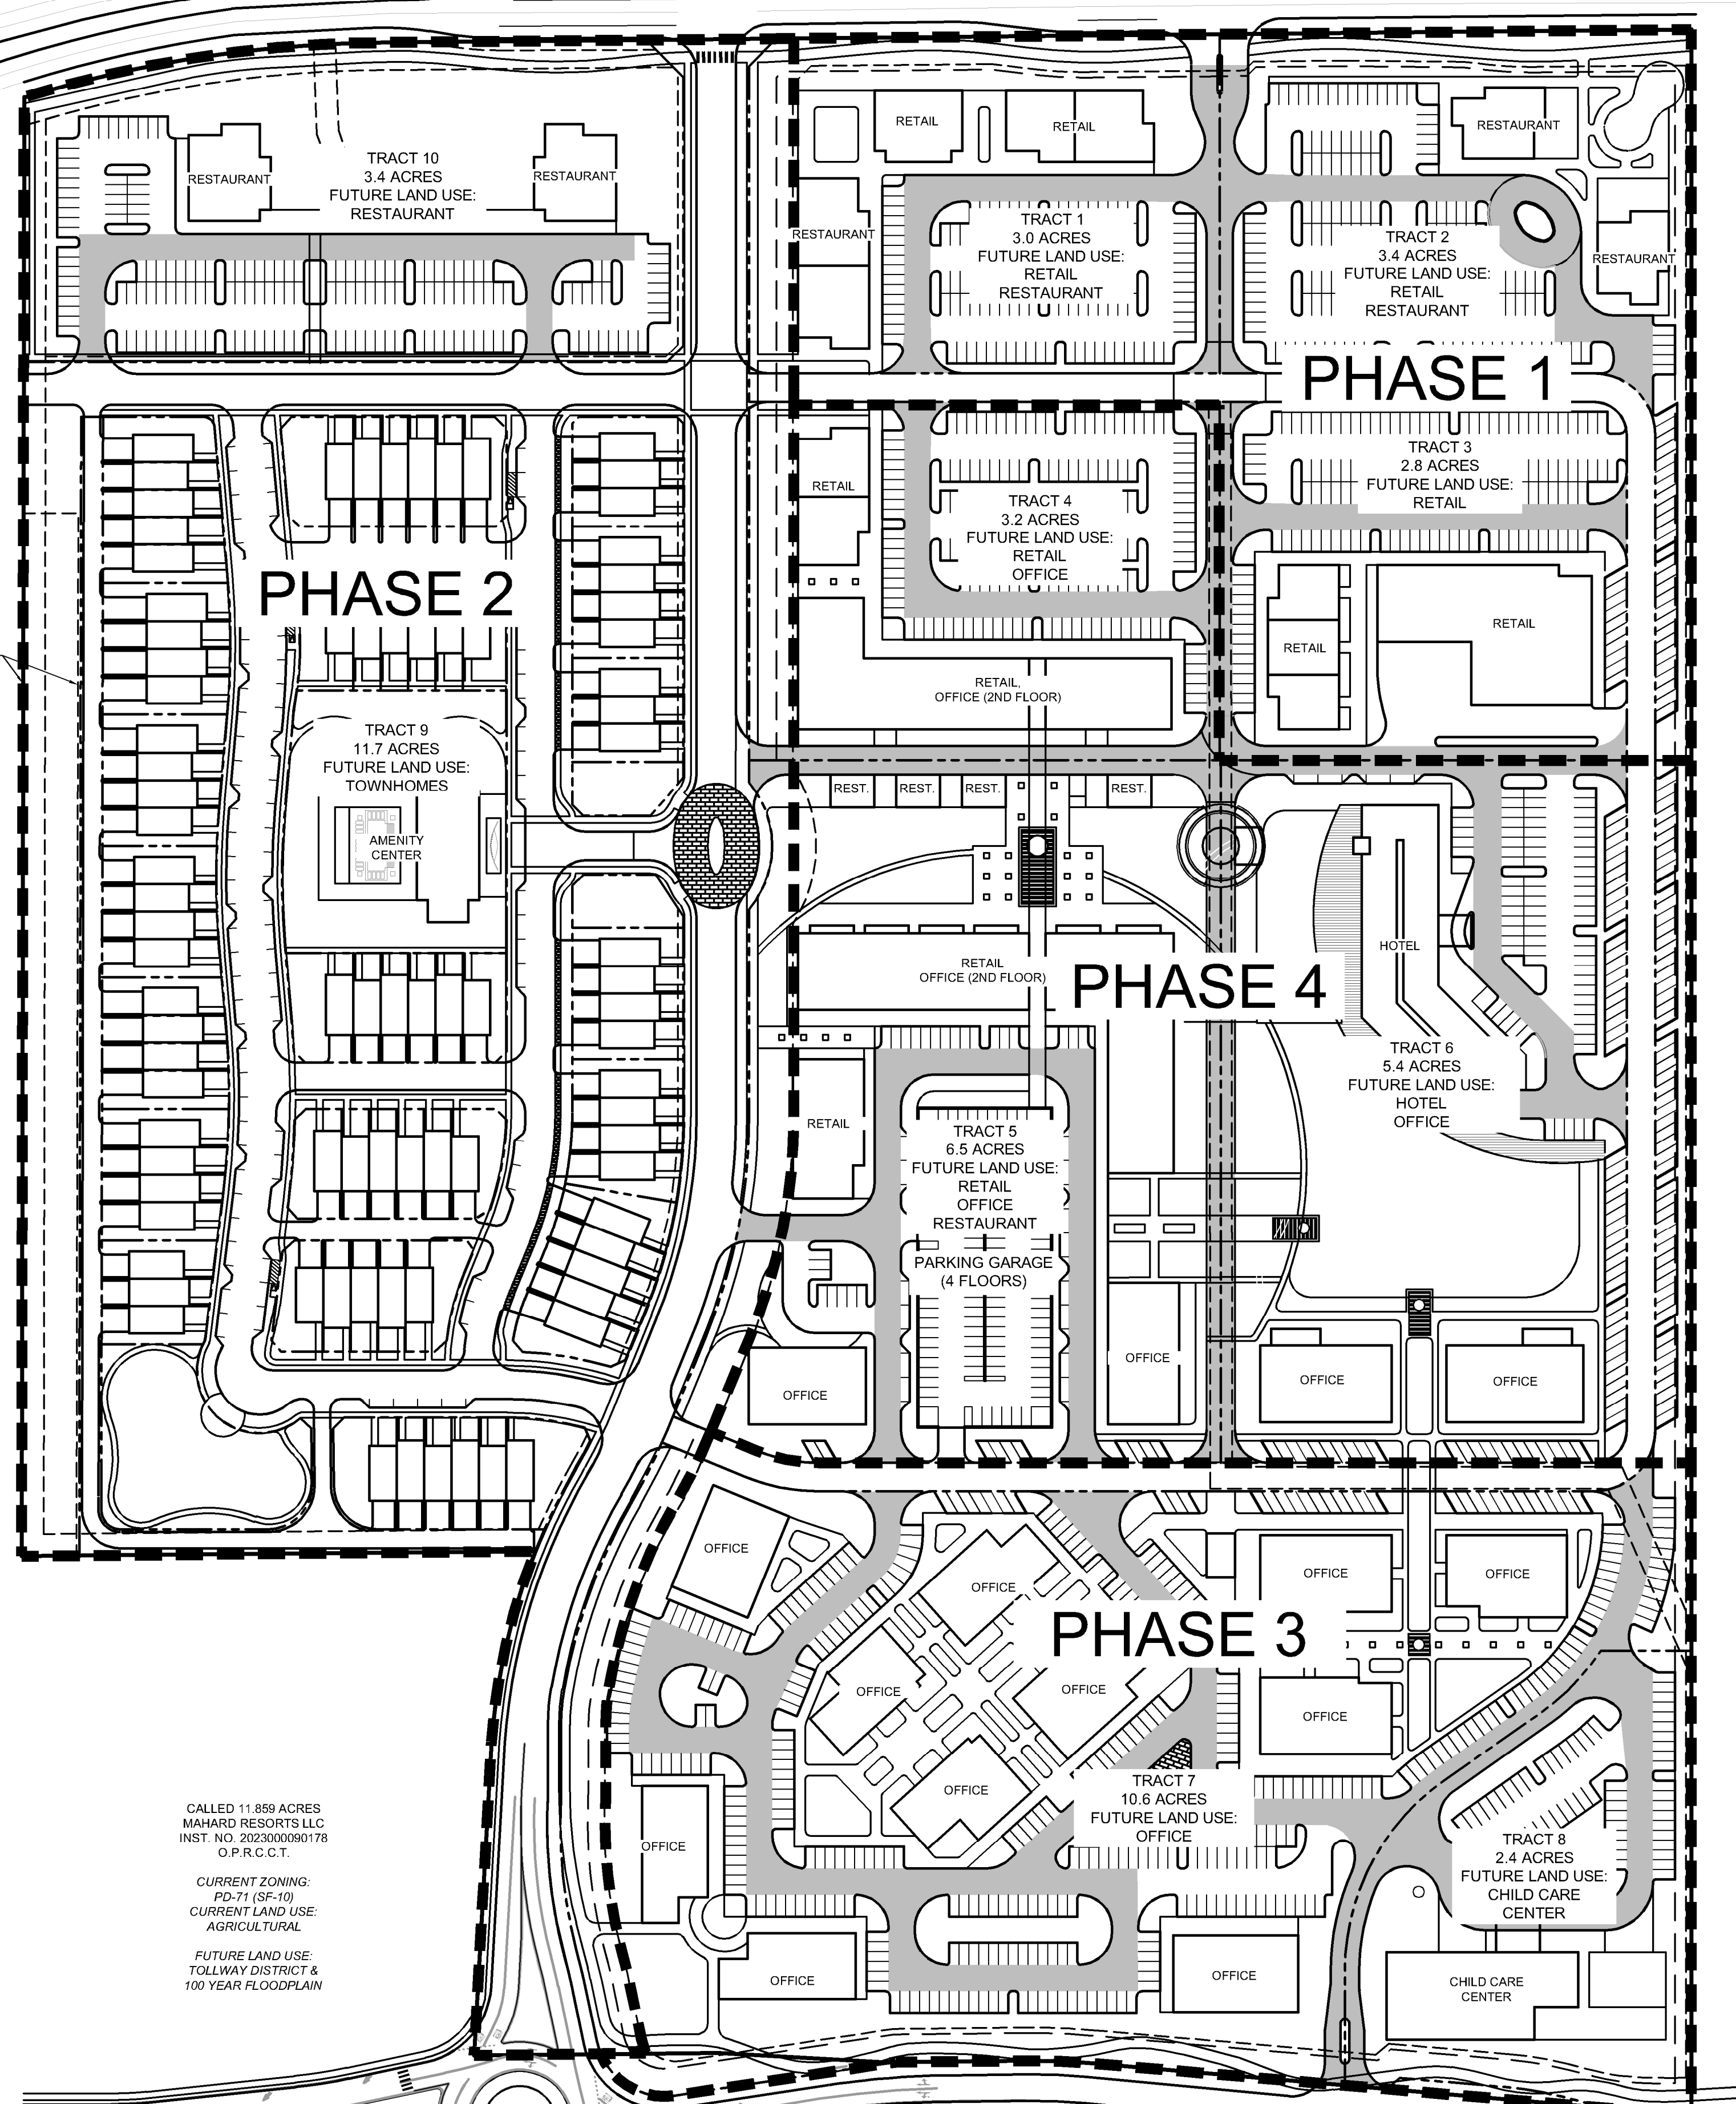 RETAIL
RETAIL
RESTAURANT
TRACT 10
3.4 ACRES
FUTURE LAND USE:
RESTAURANT
RESTAURANT
RESTAURANT
RESTAURANT
TRACT 1
3.0 ACRES
FUTURE LAND USE:
RETAIL
RESTAURANT
TRACT 2
3.4 ACRES
FUTURE LAND USE:
RETAIL
RESTAURANT
RESTAURANT
PHASE 1
TRACT 3
2.8 ACRES
FUTURE LAND USE:
RETAIL
RETAIL
TRACT 4
3.2 ACRES
FUTURE LAND USE:
RETAIL
OFFICE
PHASE 2
RETAIL
RETAIL
RETAIL,
OFFICE (2ND FLOOR)
TRACT 9
11.7 ACRES
FUTURE LAND USE:
TOWNHOMES
AMENITY
CENTER
REST.
REST.
REST.
REST.
HOTEL
RETAIL
OFFICE (2ND FLOOR)
PHASE 4
TRACT 6
5.4 ACRES
FUTURE LAND USE:
HOTEL
OFFICE
RETAIL
TRACT 5
6.5 ACRES
FUTURE LAND USE:
RETAIL
OFFICE
RESTAURANT
PARKING GARAGE
(4 FLOORS)
OFFICE
OFFICE
OFFICE
OFFICE
OFFICE
OFFICE
OFFICE
OFFICE
PHASE 3
OFFICE
OFFICE
OFFICE
OFFICE
TRACT 7
10.6 ACRES
FUTURE LAND USE:
OFFICE
OFFICE
TRACT 8
2.4 ACRES
FUTURE LAND USE:
CHILD CARE
CENTER
OFFICE
OFFICE
CHILD CARE
CENTER
CALLED 11.859 ACRES
MAHARD RESORTS LLC
INST. NO. 2023000090178
O.P.R.C.C.T.
CURRENT ZONING:
PD-71 (SF-10)
CURRENT LAND USE:
AGRICULTURAL
FUTURE LAND USE:
TOLLWAY DISTRICT &
100 YEAR FLOODPLAIN